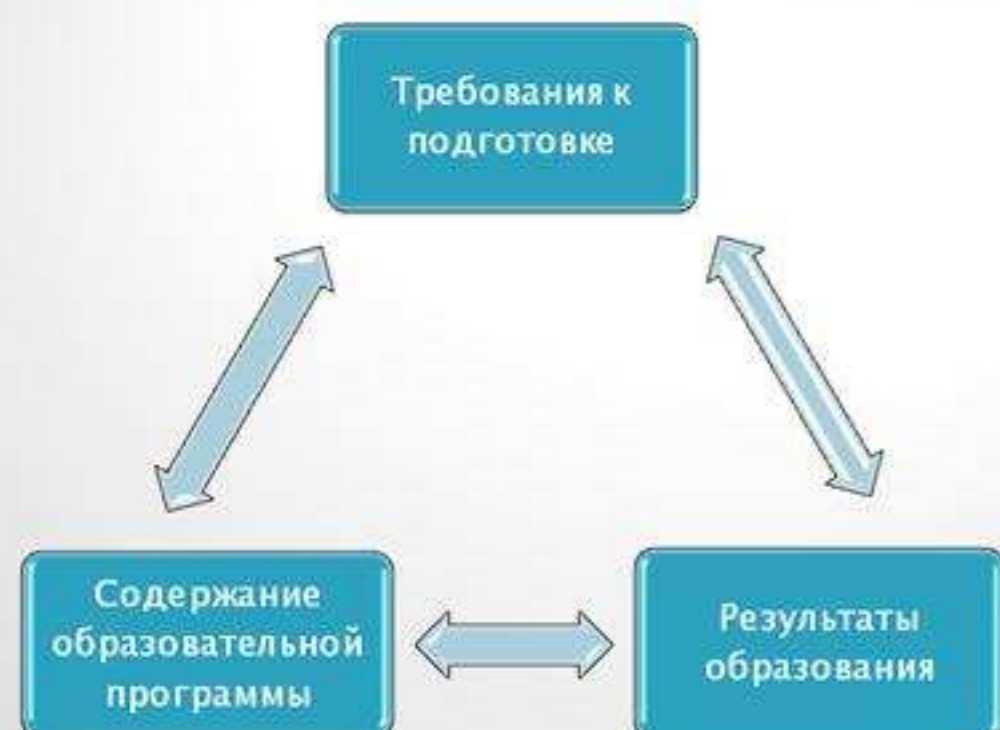 Требования к
подготовке
Содержание
образовательной
программы
Результаты
образования